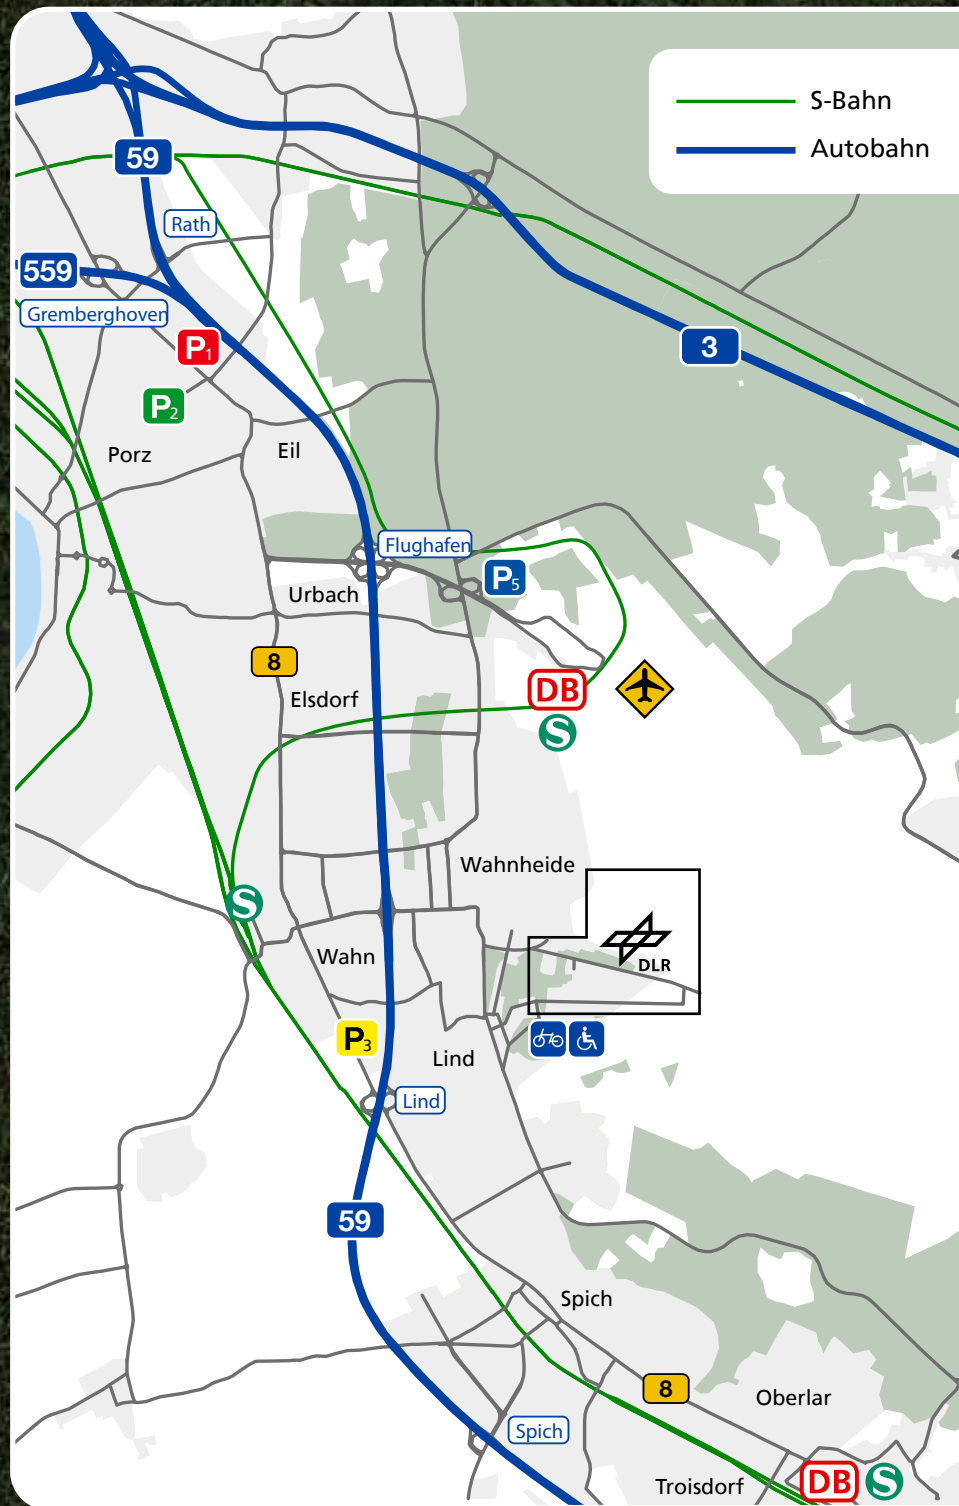 S-Bahn
Autobahn
59
Rath
559
Gremberghoven
P1
3
P2
Porz
Eil
Flughafen
P5
Urbach
8
Elsdorf
DB
S
Wahnheide
S
Wahn
DLR
P3
Lind
Lind
59
Spich
8
Oberlar
Spich
Troisdorf
DB
S